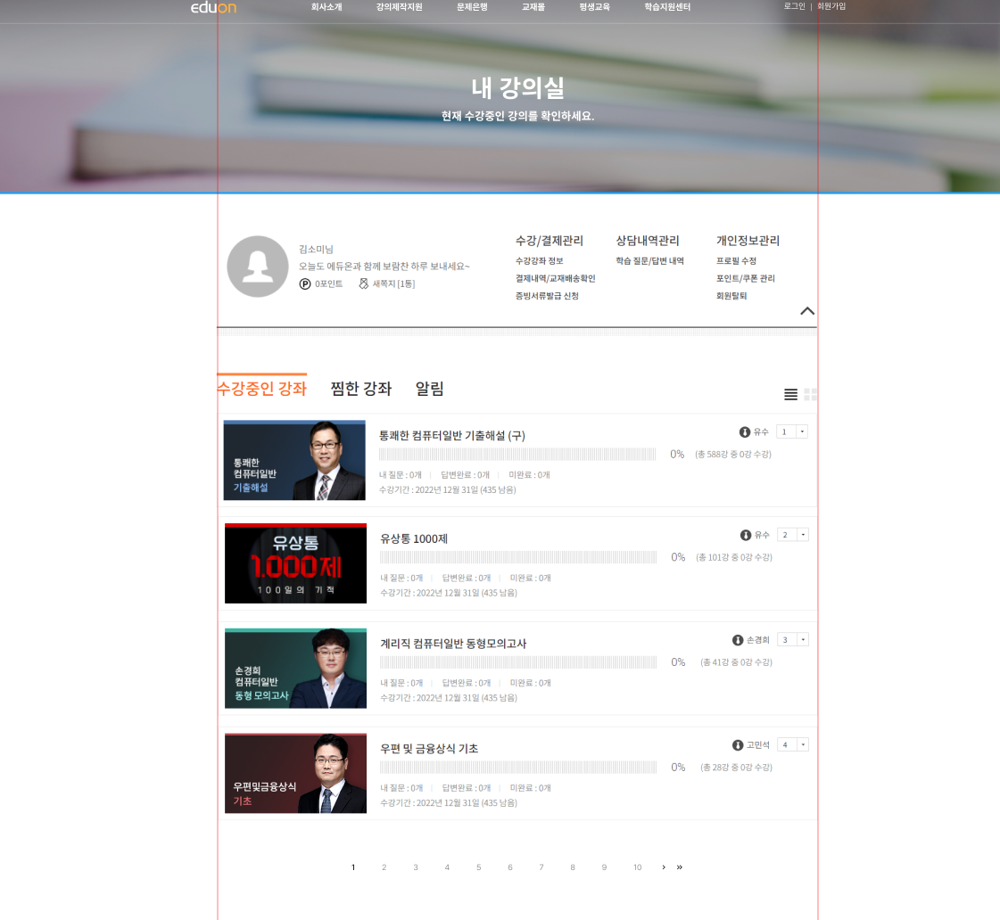 eduon 회사소개 강의제작지원 문제은행 교재몰 평생교육 학습지원센터 로그인 | 회원가입
내 강의실
현재 수강중인 강의를 확인하세요.
김소미님
오늘도 에듀온과 함께 보람찬 하루 보내세요~
P 0포인트 새쪽지 [1통]
수강/결제관리
수강강좌 정보
결제내역/교재배송확인
증빙서류발급 신청
상담내역관리
학습 질문/답변 내역
개인정보관리
프로필 수정
포인트/쿠폰 관리
회원탈퇴
수강중인 강좌 찜한 강좌 알림
통쾌한
컴퓨터일반
기출해설
통쾌한 컴퓨터일반 기출해설 (구) 유수 1
0% (총 588강 중 0강 수강)
내 질문 : 0개 | 답변완료 : 0개 | 미완료 : 0개
수강기간 : 2022년 12월 31일 (435 남음)
유상통
1.000제
100일의 기적
유상통 1000제 유수 2
0% (총 101강 중 0강 수강)
내 질문 : 0개 | 답변완료 : 0개 | 미완료 : 0개
수강기간 : 2022년 12월 31일 (435 남음)
손경희
컴퓨터일반
동형 모의고사
계리직 컴퓨터일반 동형모의고사 손경희 3
0% (총 41강 중 0강 수강)
내 질문 : 0개 | 답변완료 : 0개 | 미완료 : 0개
수강기간 : 2022년 12월 31일 (435 남음)
우편및금융상식
기초
우편 및 금융상식 기초 고민석 4
0% (총 28강 중 0강 수강)
내 질문 : 0개 | 답변완료 : 0개 | 미완료 : 0개
수강기간 : 2022년 12월 31일 (435 남음)
1 2 3 4 5 6 7 8 9 10 › »